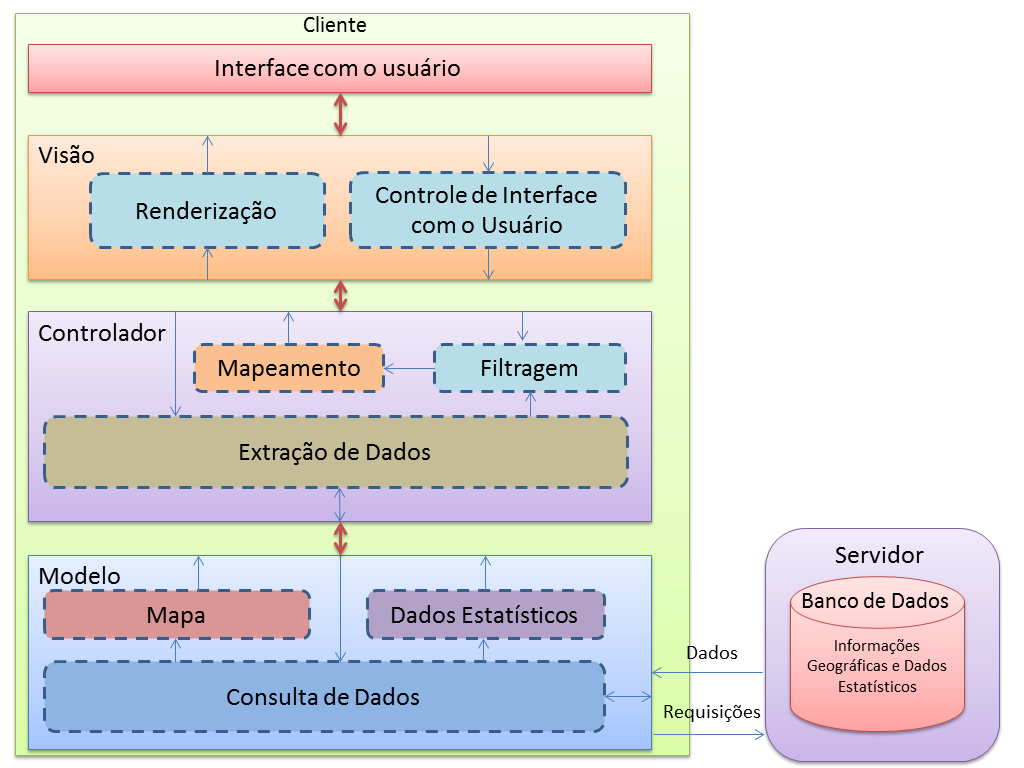 Cliente
Interface com o usuário
Visão
Renderização
Controle de Interface
com o Usuário
Controlador
Mapeamento
Filtragem
Extração de Dados
Modelo
Mapa
Dados Estatísticos
Consulta de Dados
Dados
Requisições
Servidor
Banco de Dados
Informações
Geográficas e Dados
Estatísticos